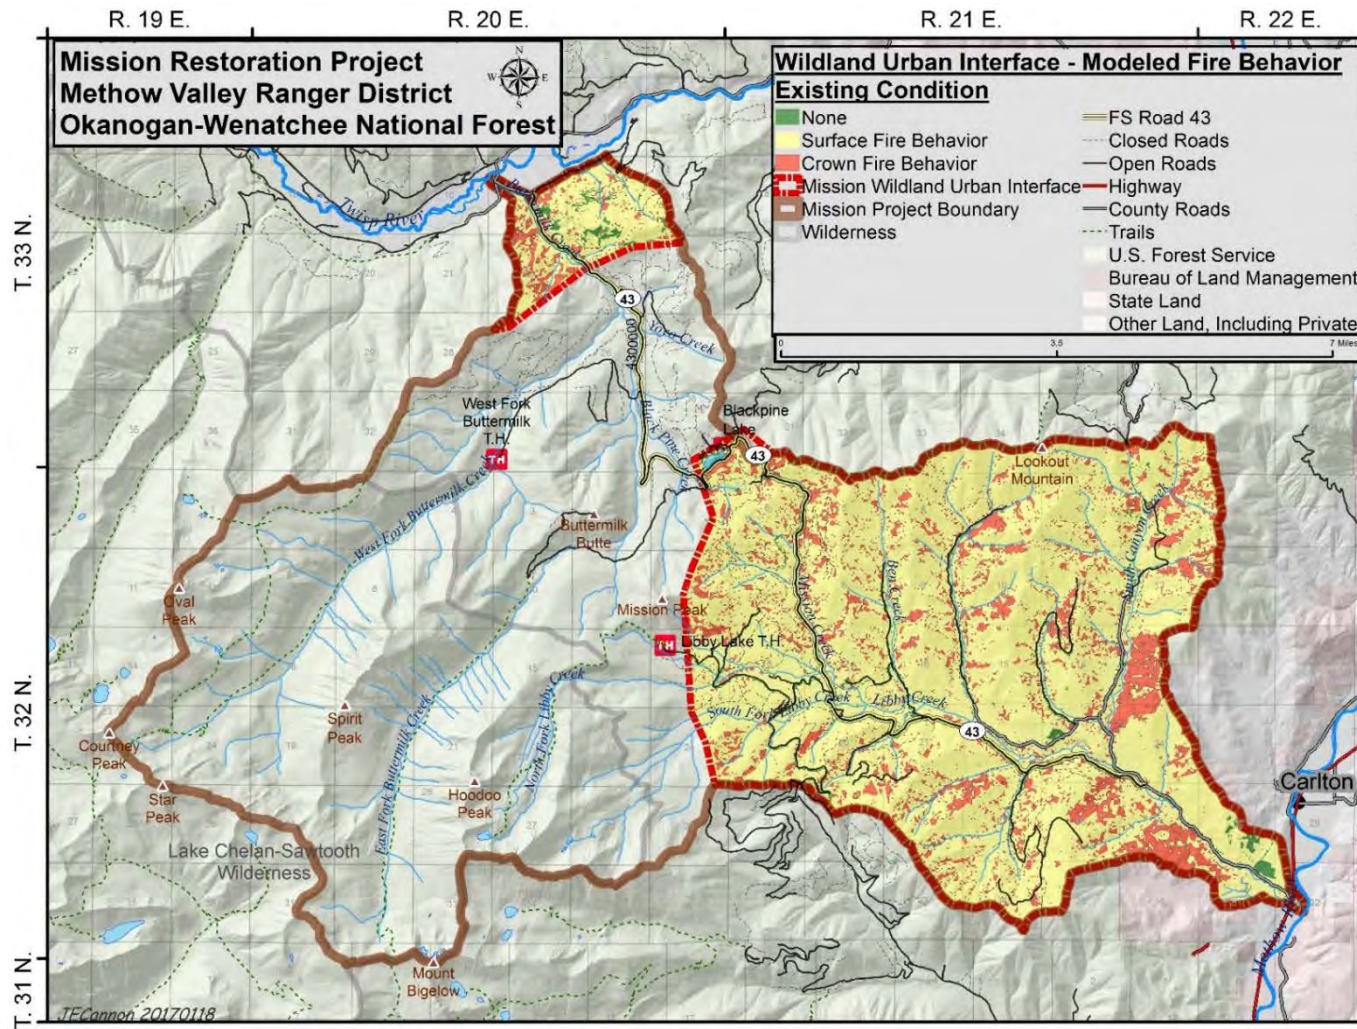 R. 19 E.
R. 20 E.
R. 21 E.
R. 22 E.
Mission Restoration Project
Methow Valley Ranger District
Okanogan-Wenatchee National Forest
N
W E
S
Wildland Urban Interface - Modeled Fire Behavior
Existing Condition
None
Surface Fire Behavior
Crown Fire Behavior
Mission Wildland Urban Interface
Mission Project Boundary
Wilderness
FS Road 43
Closed Roads
Open Roads
Highway
County Roads
Trails
U.S. Forest Service
Bureau of Land Management
State Land
Other Land, Including Private
0 3.5 7 Miles
T. 33 N.
T. 32 N.
T. 31 N.
Twisp River
43
4300000
Yara Creek
West Fork
Buttermilk
T.H.
TH
Black Pine Creek
Blackpine
Lake
43
Lookout
Mountain
West Fork Buttermilk Creek
Buttermilk
Butte
Oval
Peak
Mission Peak
TH
Libby Lake T.H.
Mission Creek
Ben Creek
Smith Canyon Creek
South Fork Libby Creek
Libby Creek
43
Spirit
Peak
East Fork Buttermilk Creek
North Fork Libby Creek
Courtney
Peak
Star
Peak
Hoodoo
Peak
Carlton
Lake Chelan-Sawtooth
Wilderness
Mount
Bigelow
JFCannon 20170118